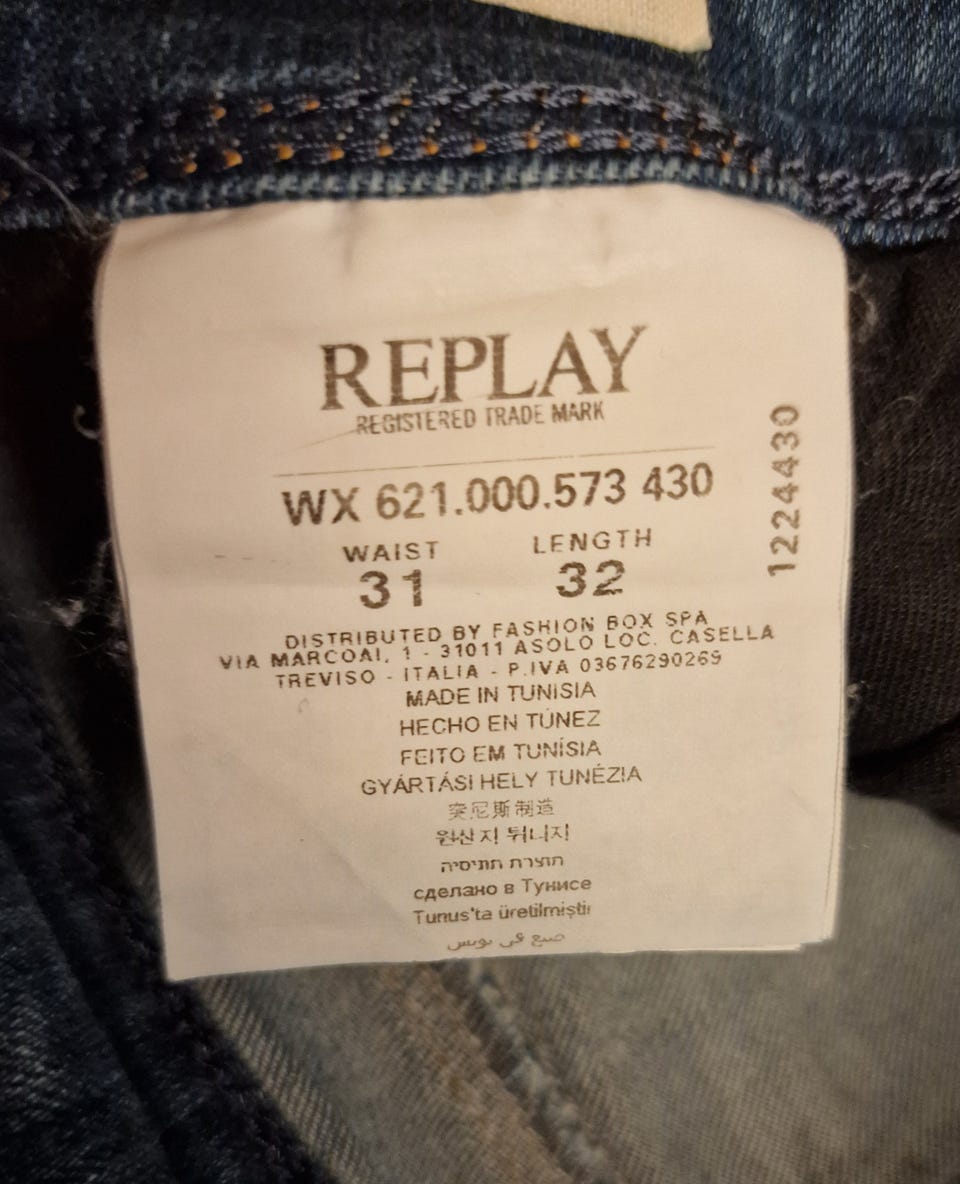 REPLAY
REGISTERED TRADE MARK
WX 621.000.573 430
1224430
WAIST LENGTH
31 32
DISTRIBUTED BY FASHION BOX SPA
VIA MARCOAI, 1 - 31011 ASOLO LOC. CASELLA
TREVISO - ITALIA - P.IVA 03676290269
MADE IN TUNISIA
HECHO EN TÚNEZ
FEITO EM TUNÍSIA
GYÁRTÁSI HELY TUNÉZIA
突尼斯制造
원산지 튀니지
תוצרת תוניסיה
сделано в Тунисе
Tunus'ta üretilmiştir
صنع في تونس